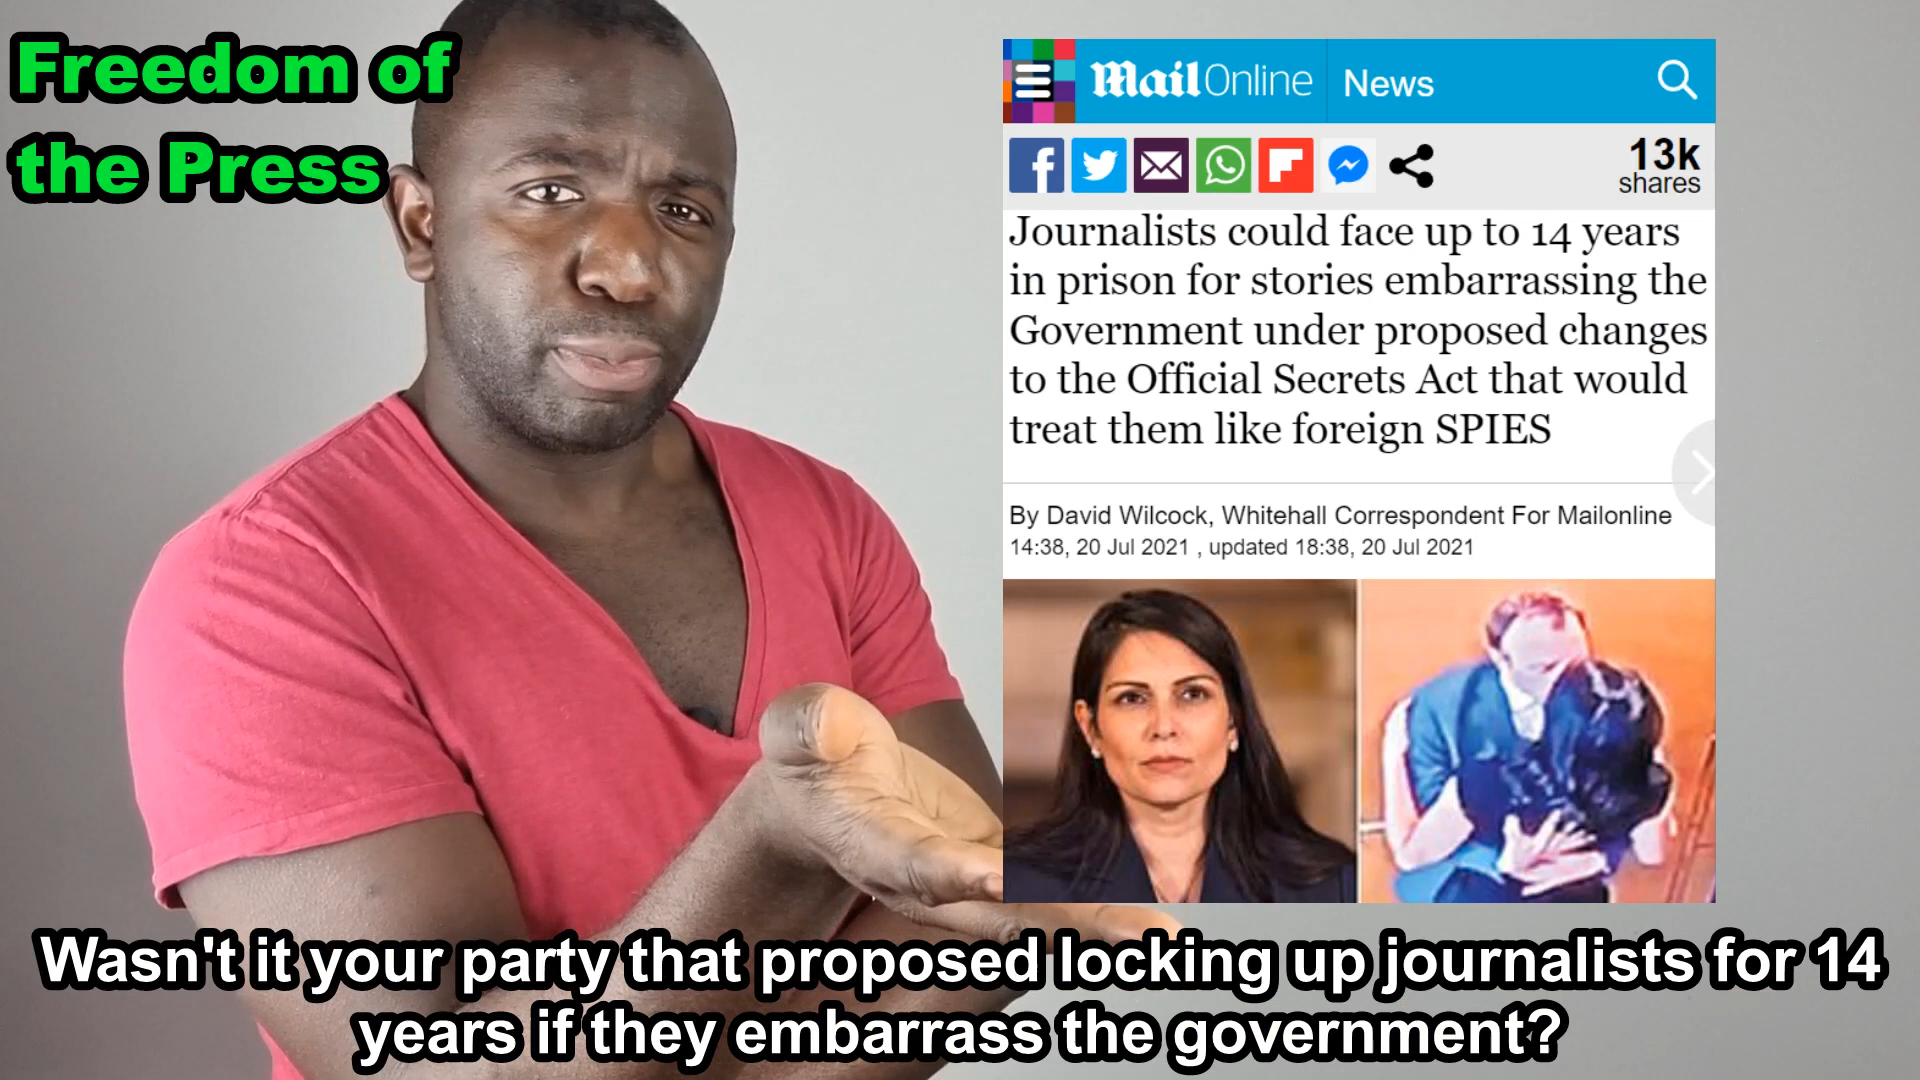 Freedom of
the Press
Mail Online News
13k
shares
Journalists could face up to 14 years
in prison for stories embarrassing the
Government under proposed changes
to the Official Secrets Act that would
treat them like foreign SPIES
By David Wilcock, Whitehall Correspondent For Mailonline
14:38, 20 Jul 2021 , updated 18:38, 20 Jul 2021
Wasn't it your party that proposed locking up journalists for 14
years if they embarrass the government?